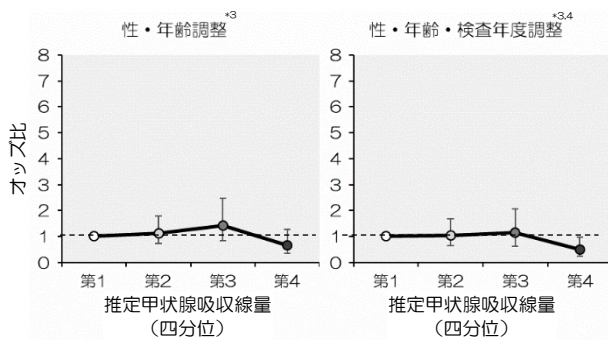 性・年齢調整*3
オッズ比
8
7
6
5
4
3
2
1
0
第1 第2 第3 第4
推定甲状腺吸収線量
（四分位）
性・年齢・検査年度調整*3.4
8
7
6
5
4
3
2
1
0
第1 第2 第3 第4
推定甲状腺吸収線量
（四分位）